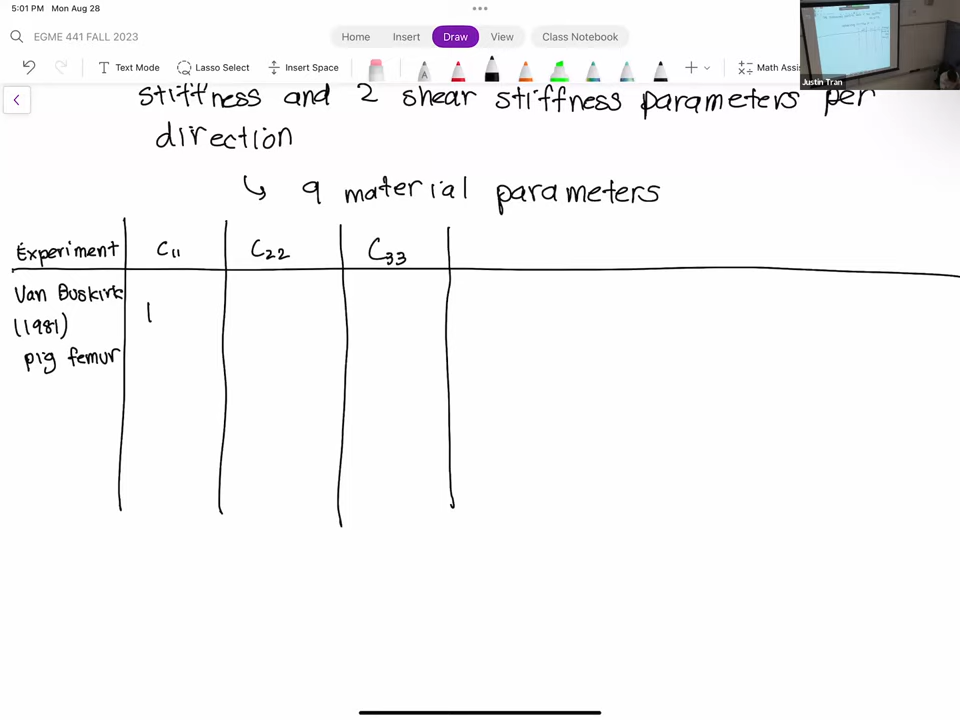 5:01 PM Mon Aug 28
EGME 441 FALL 2023
Home Insert Draw View Class Notebook
Text Mode Lasso Select Insert Space Math Assis
Justin Tran
stiffness and 2 shear stiffness parameters per
direction
↳ 9 material parameters
Experiment C11 C22 C33
Van Buskirk
(1981)
pig femur
1